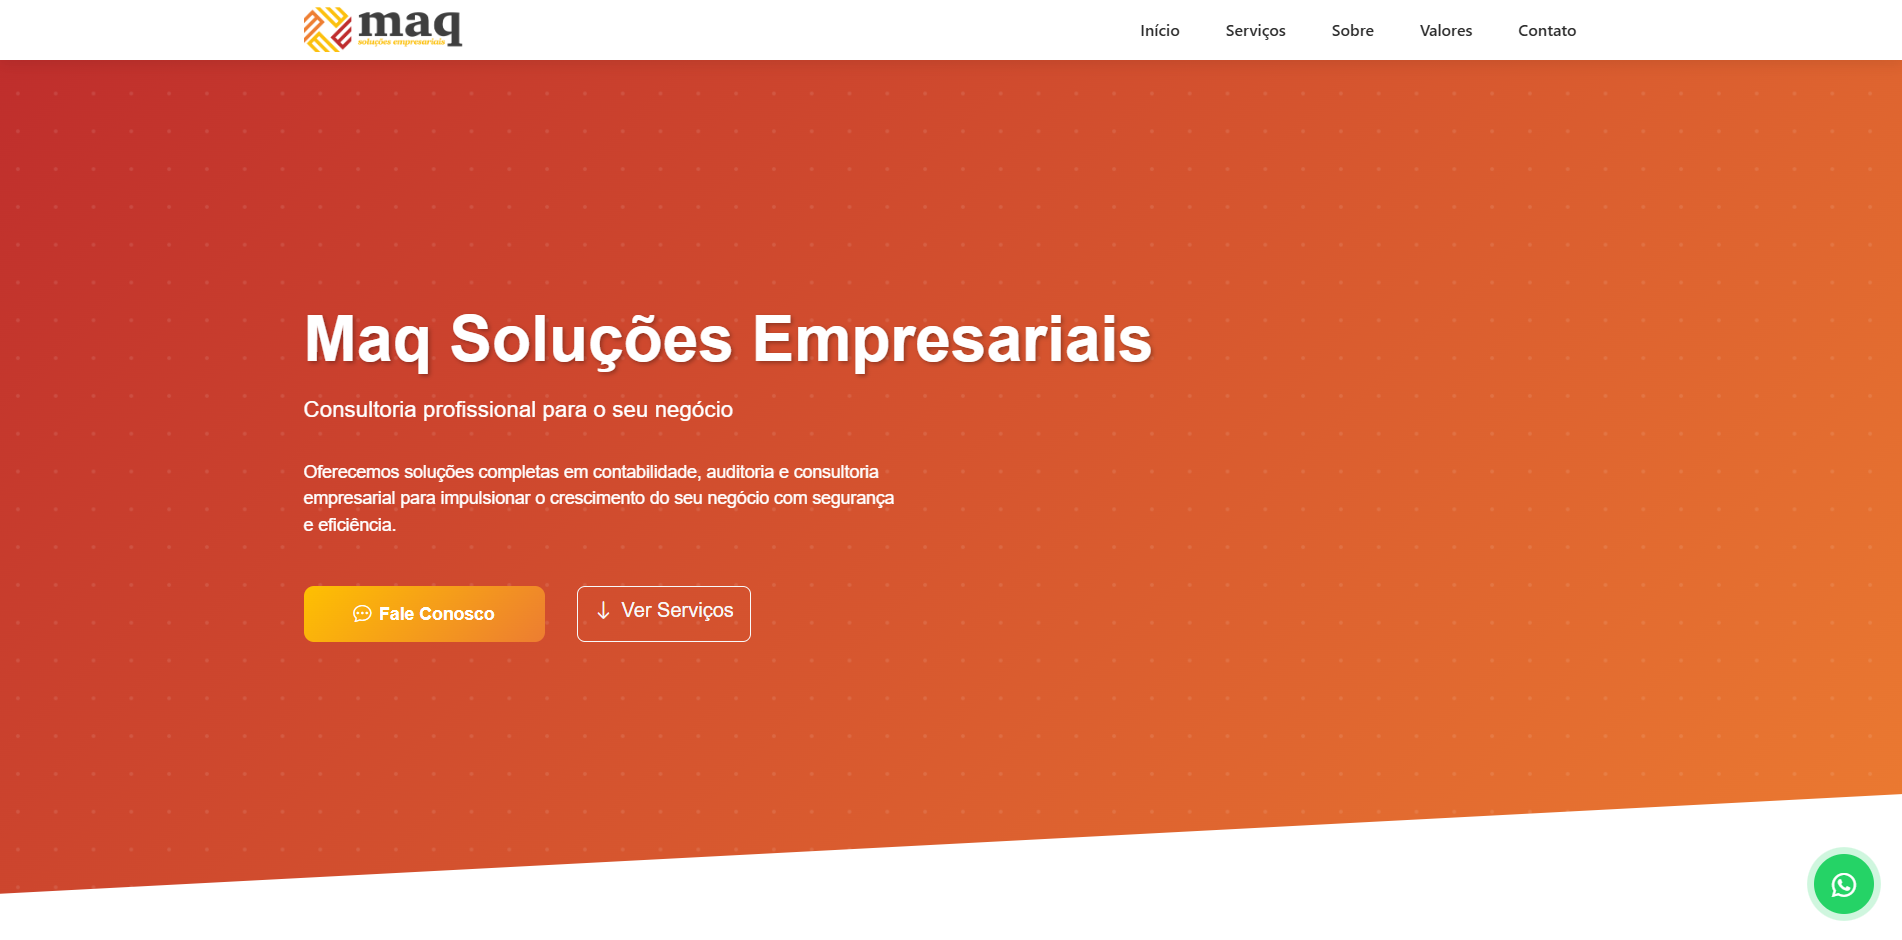 maq
soluções empresariais
Início Serviços Sobre Valores Contato
Maq Soluções Empresariais
Consultoria profissional para o seu negócio
Oferecemos soluções completas em contabilidade, auditoria e consultoria
empresarial para impulsionar o crescimento do seu negócio com segurança
e eficiência.
Fale Conosco
Ver Serviços